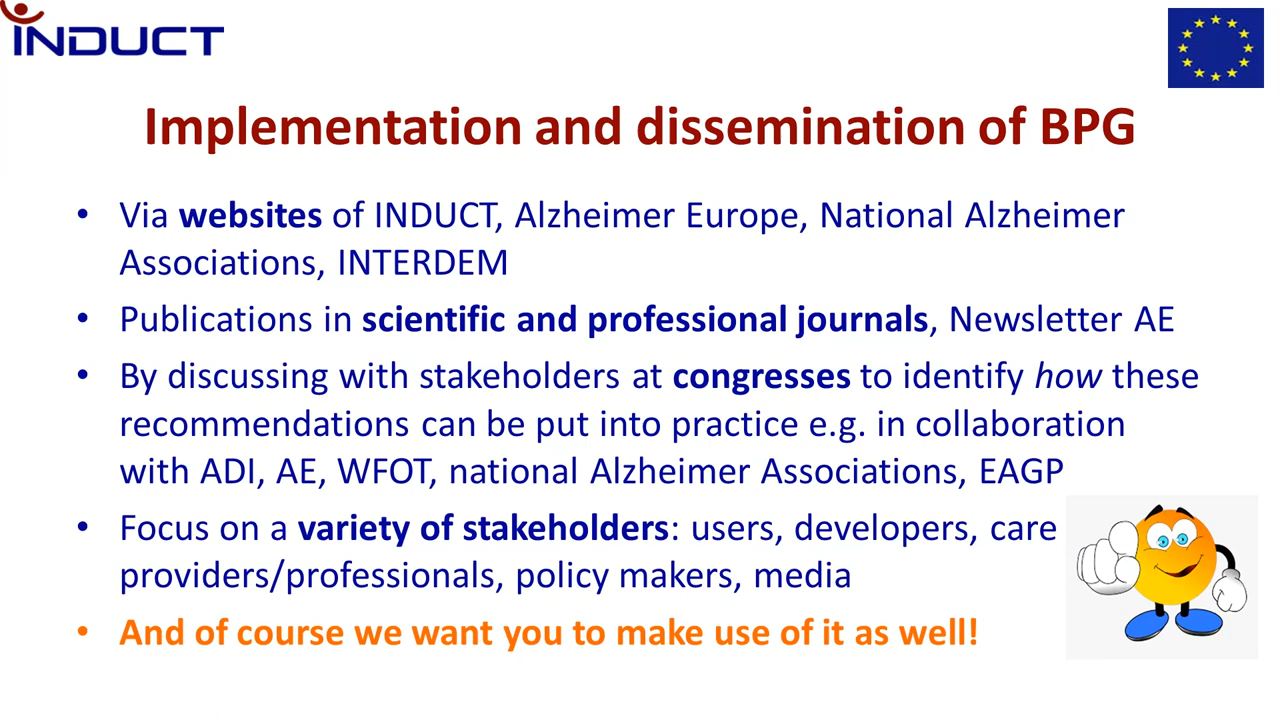 INDUCT
Implementation and dissemination of BPG
• Via websites of INDUCT, Alzheimer Europe, National Alzheimer
Associations, INTERDEM
• Publications in scientific and professional journals, Newsletter AE
• By discussing with stakeholders at congresses to identify how these
recommendations can be put into practice e.g. in collaboration
with ADI, AE, WFOT, national Alzheimer Associations, EAGP
• Focus on a variety of stakeholders: users, developers, care
providers/professionals, policy makers, media
• And of course we want you to make use of it as well!